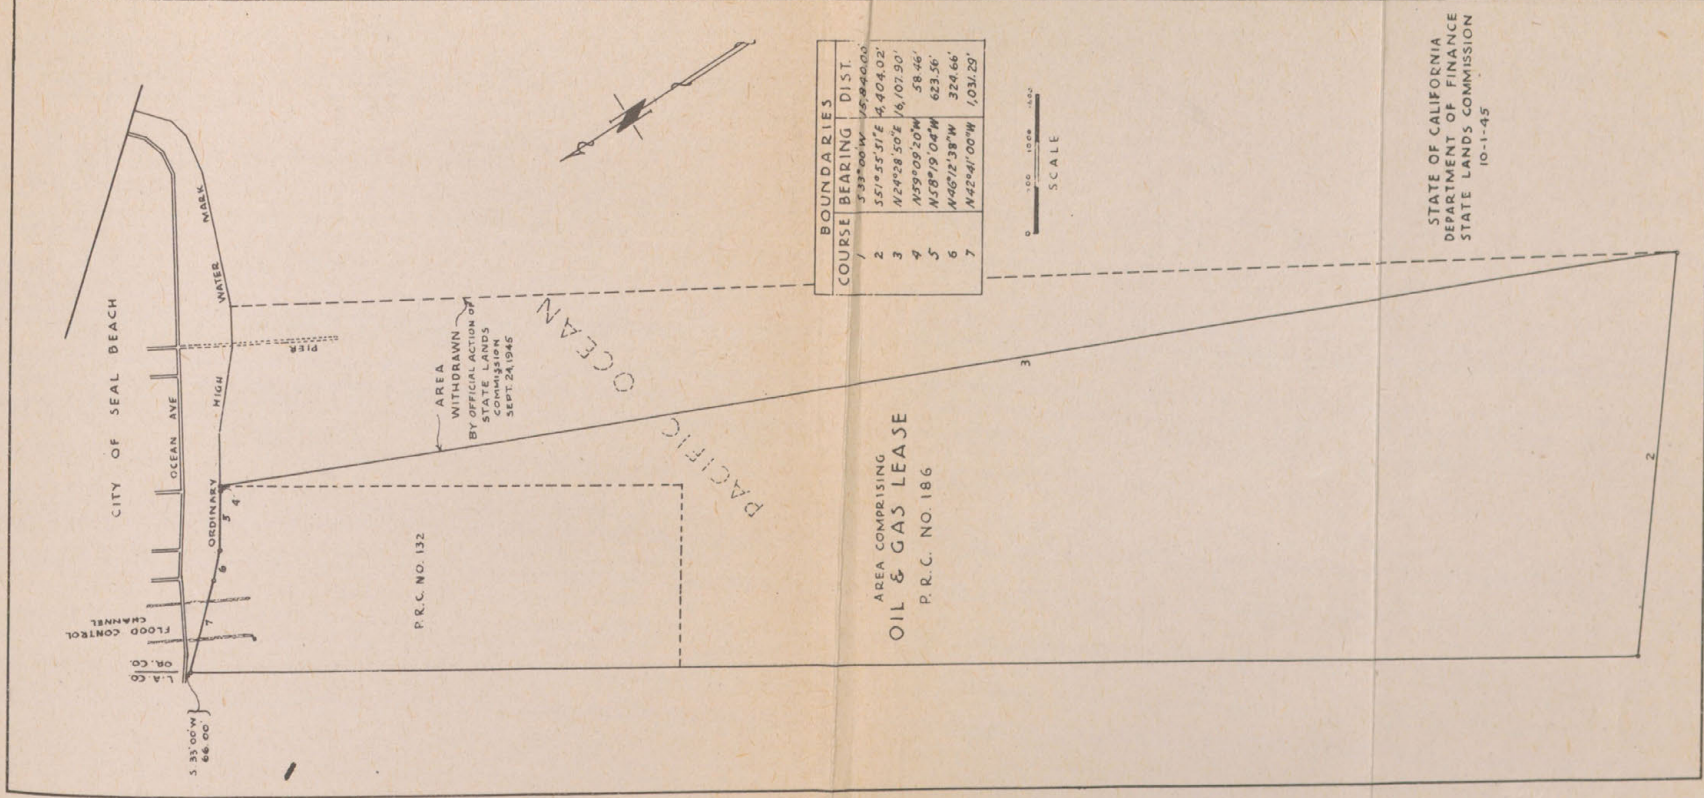 CITY OF SEAL BEACH
OCEAN AVE
ORDINARY HIGH WATER MARK
PIER
FLOOD CONTROL
CHANNEL
L.A. CO.
OR. CO.
S 33°00'W
66.00'
7
6
5
4
P. R. C. NO. 132
AREA
WITHDRAWN
BY OFFICIAL ACTION OF
STATE LANDS
COMMISSION
SEPT. 24, 1945
PACIFIC OCEAN
BOUNDARIES
COURSE BEARING DIST.
1 S 33°00'W 15,840.00
2 S51°55'51"E 4,404.02'
3 N24°28'50"E 16,107.90'
4 N59°09'20"W 58.46'
5 N58°19'04"W 623.56'
6 N46°12'38"W 324.66'
7 N42°41'00"W 1,031.29'
0 1000
SCALE
AREA COMPRISING
OIL & GAS LEASE
P. R. C. NO. 186
3
2
STATE OF CALIFORNIA
DEPARTMENT OF FINANCE
STATE LANDS COMMISSION
10-1-45